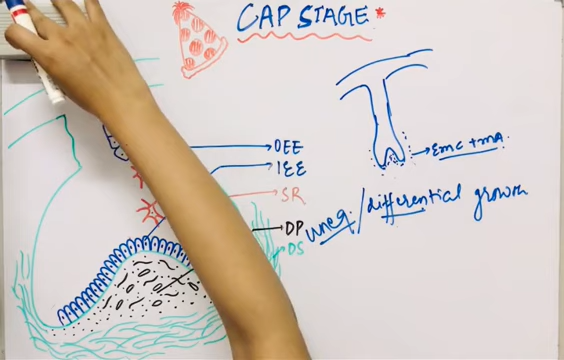 CAP STAGE *
OEE
IEE
SR
DP
DS
EMC + MA.
uneq. / differential growth